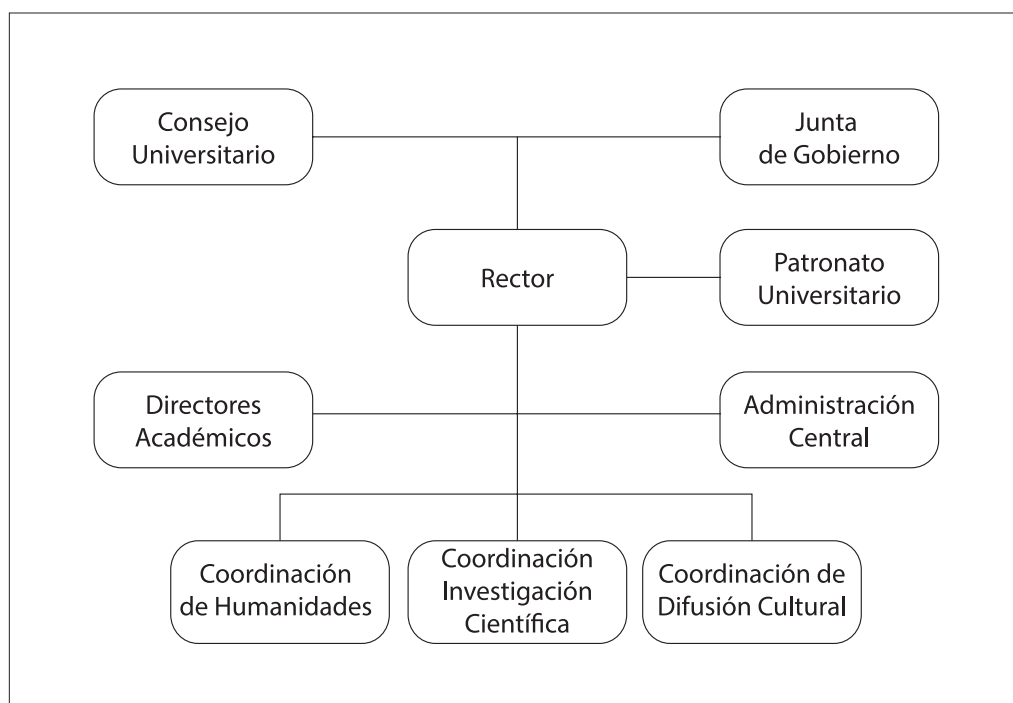 Consejo
Universitario
Junta
de Gobierno
Rector
Patronato
Universitario
Directores
Académicos
Administración
Central
Coordinación
de Humanidades
Coordinación
Investigación
Científica
Coordinación de
Difusión Cultural